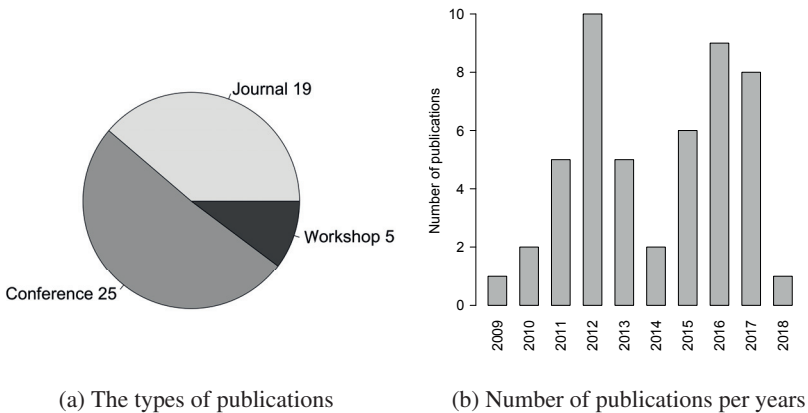 Journal 19
Workshop 5
Conference 25
(a) The types of publications
Number of publications
10
8
6
4
2
0
2009
2010
2011
2012
2013
2014
2015
2016
2017
2018
(b) Number of publications per years